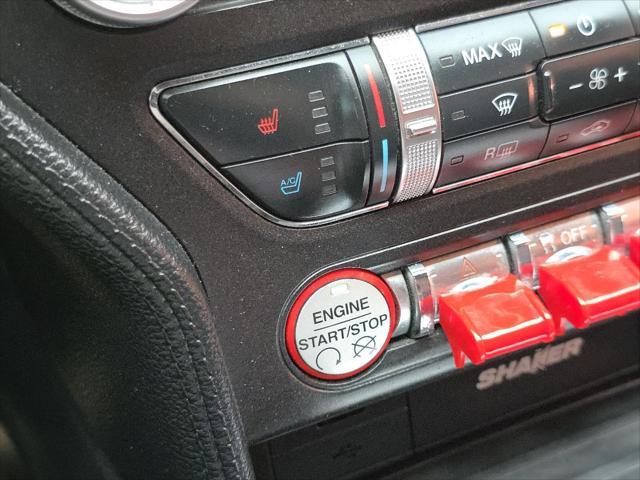 MAX
A/C
R
− +
OFF
ENGINE
START/STOP
SHAKER